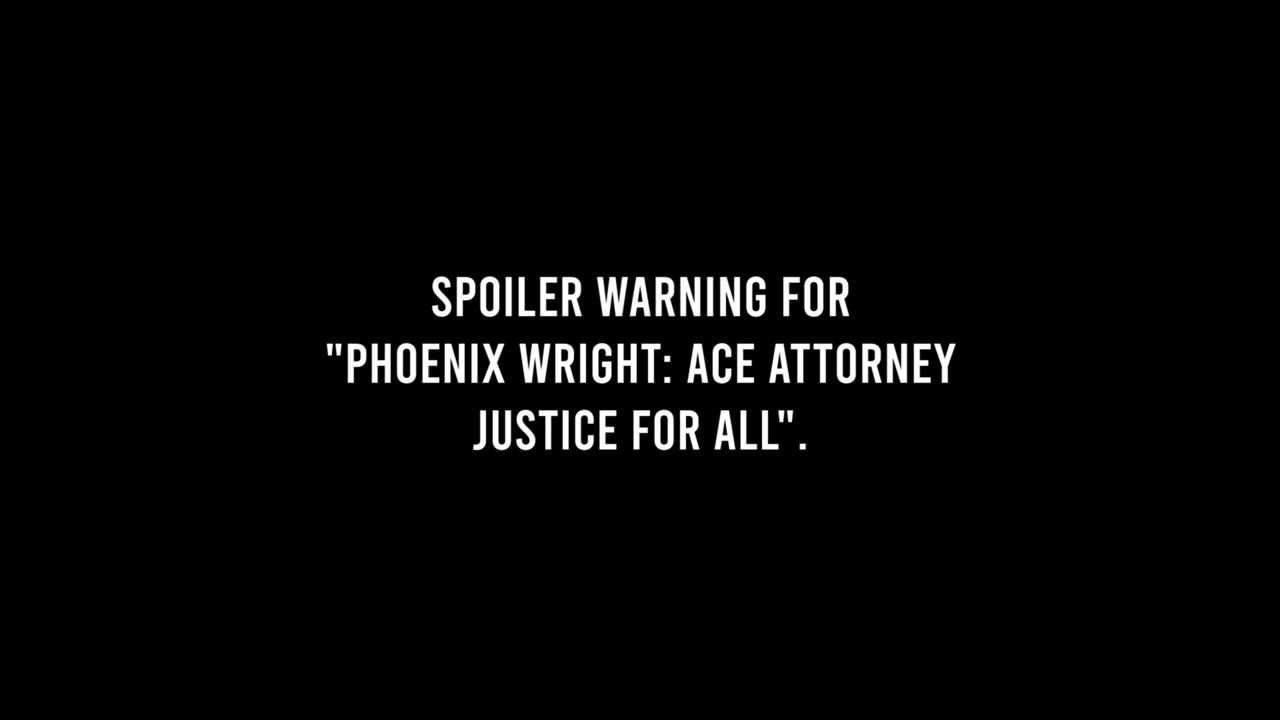 SPOILER WARNING FOR
"PHOENIX WRIGHT: ACE ATTORNEY
JUSTICE FOR ALL".